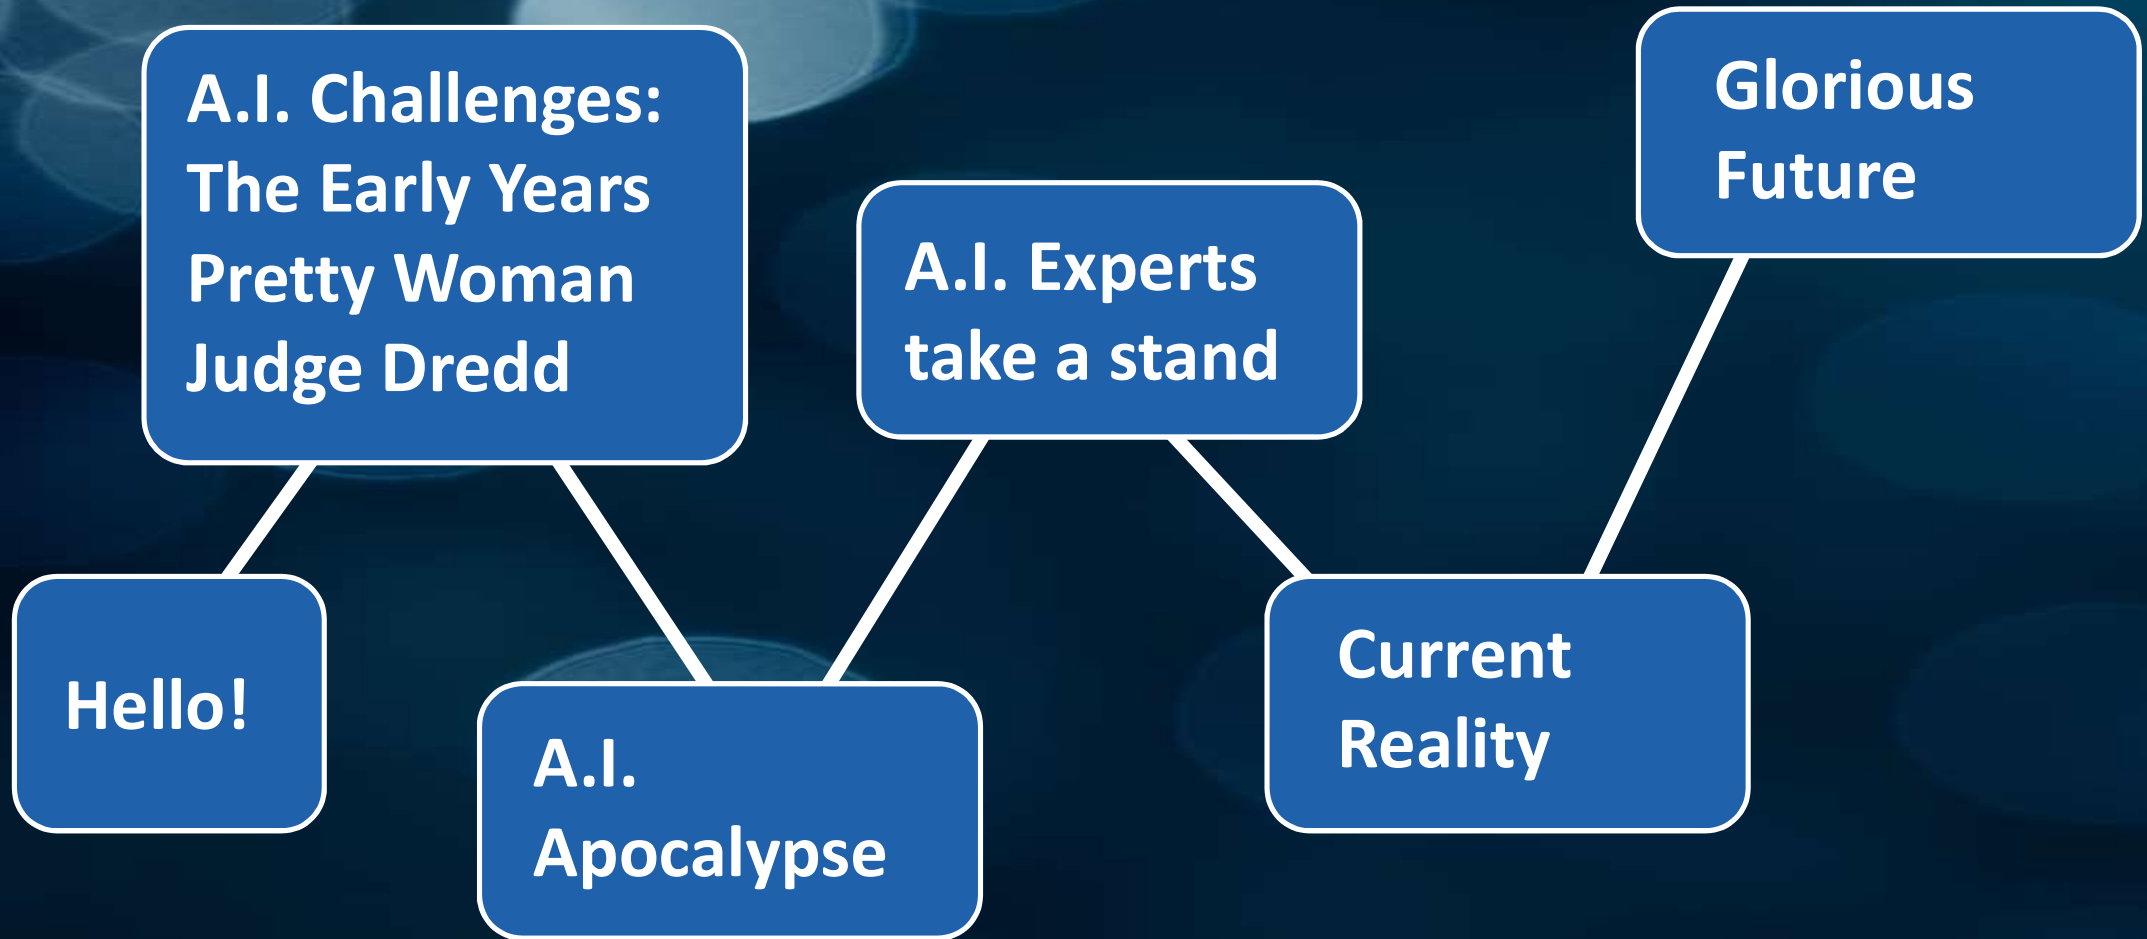 Hello!
A.I. Challenges:
The Early Years
Pretty Woman
Judge Dredd
A.I.
Apocalypse
A.I. Experts
take a stand
Current
Reality
Glorious
Future